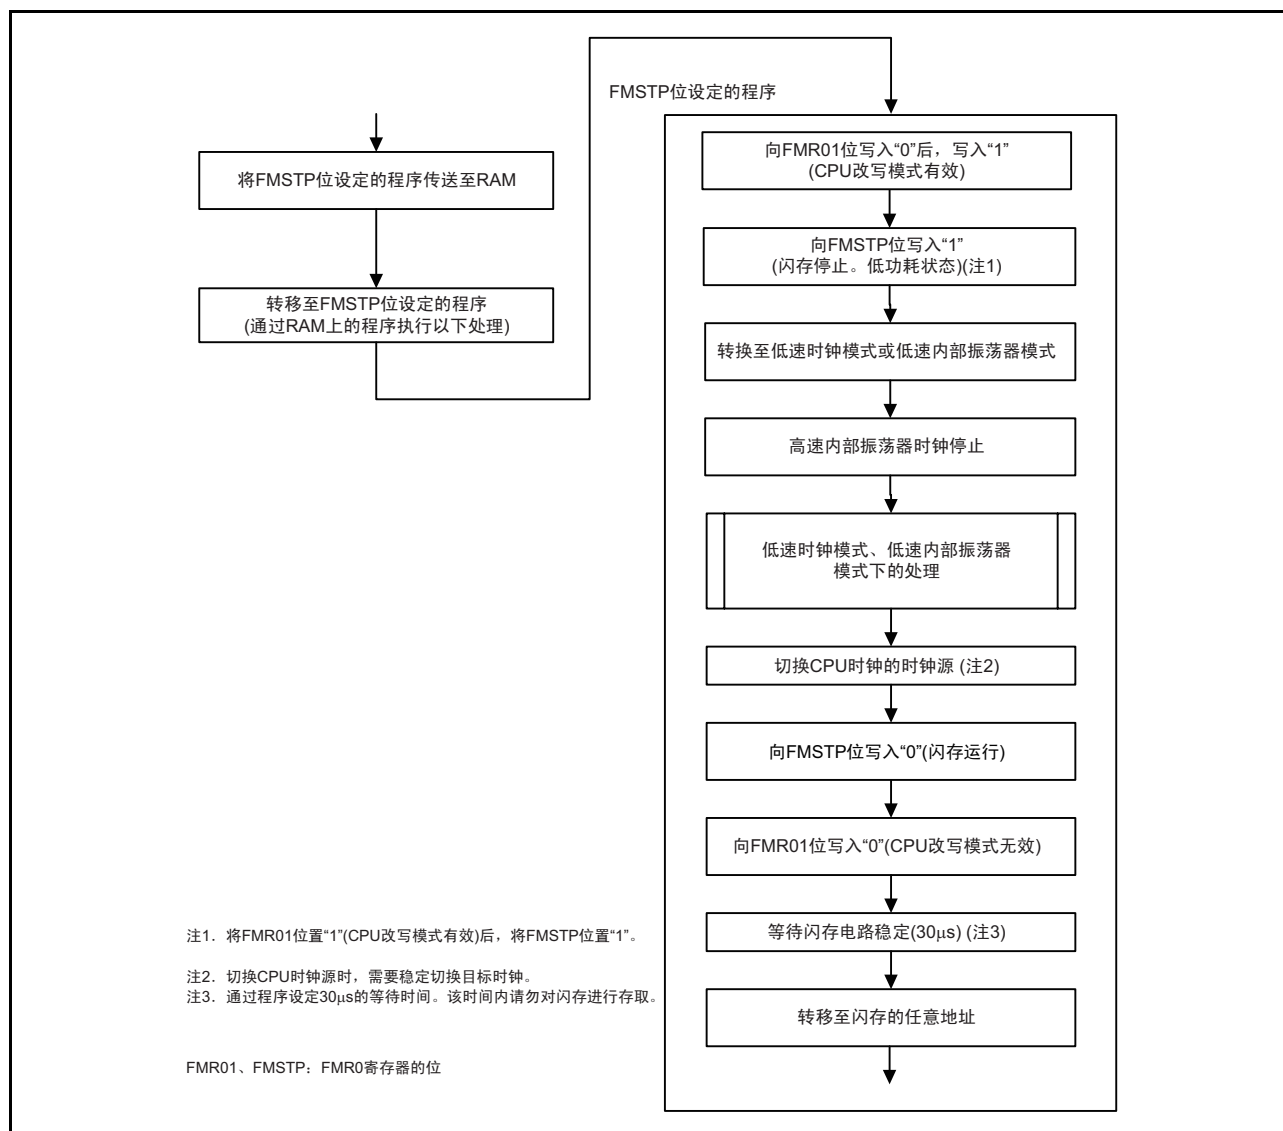 将FMSTP位设定的程序传送至RAM
转移至FMSTP位设定的程序
(通过RAM上的程序执行以下处理)
FMSTP位设定的程序
向FMR01位写入“0”后，写入“1”
(CPU改写模式有效)
向FMSTP位写入“1”
(闪存停止。低功耗状态)(注1)
转换至低速时钟模式或低速内部振荡器模式
高速内部振荡器时钟停止
低速时钟模式、低速内部振荡器
模式下的处理
切换CPU时钟的时钟源 (注2)
向FMSTP位写入“0”(闪存运行)
向FMR01位写入“0”(CPU改写模式无效)
等待闪存电路稳定(30μs) (注3)
转移至闪存的任意地址
注1．将FMR01位置“1”(CPU改写模式有效)后，将FMSTP位置“1”。
注2．切换CPU时钟源时，需要稳定切换目标时钟。
注3．通过程序设定30μs的等待时间。该时间内请勿对闪存进行存取。
FMR01、FMSTP：FMR0寄存器的位